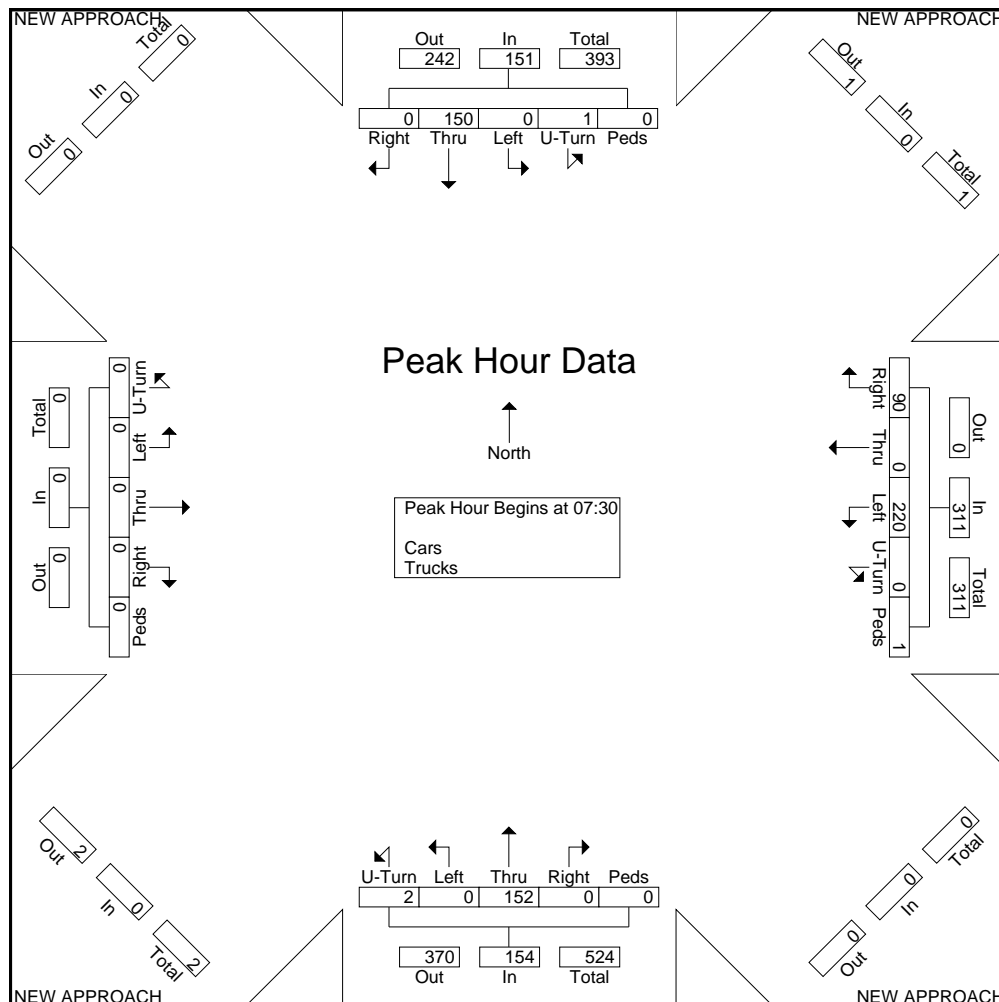 NEW APPROACH
NEW APPROACH
Total
0
In
0
Out
0
Out In Total
242 151 393
0 150 0 1 0
Right Thru Left U-Turn Peds
Out
1
In
0
Total
1
Peak Hour Data
North
Peak Hour Begins at 07:30
Cars
Trucks
Total
0
In
0
Out
0
0
U-Turn
0
Left
0
Thru
0
Right
0
Peds
Right
90
Thru
0
Left
220
U-Turn
0
Peds
1
Out
0
In
311
Total
311
Out
2
In
0
Total
2
U-Turn Left Thru Right Peds
2 0 152 0 0
370 154 524
Out In Total
0
Total
0
In
0
Out
NEW APPROACH
NEW APPROACH